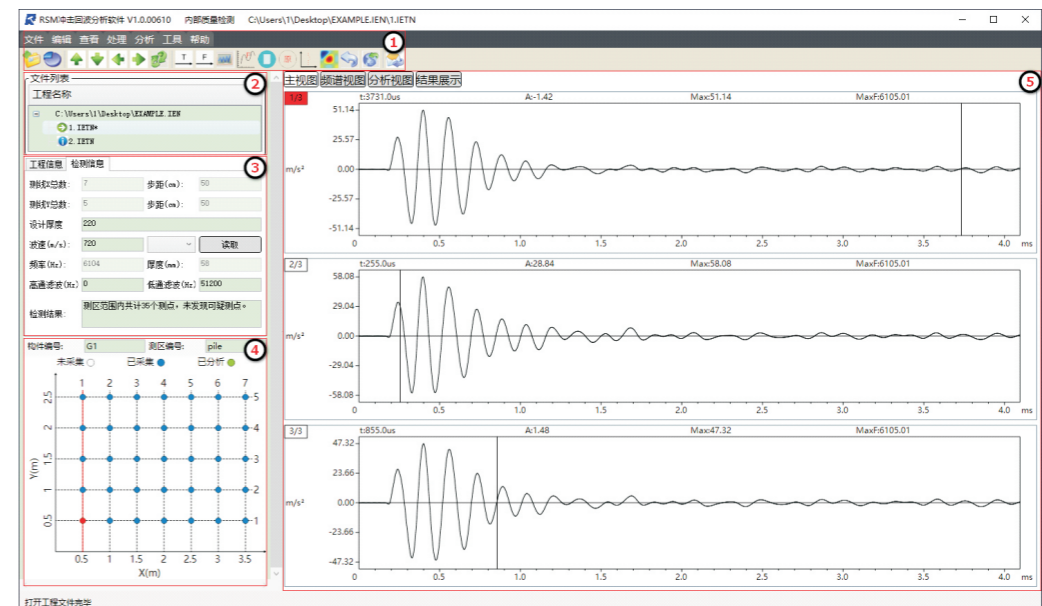 RSM冲击回波分析软件 V1.0.00610 内部质量检测 C:\Users\1\Desktop\EXAMPLE.IEN\1.IETN
文件 编辑 查看 处理 分析 工具 帮助
1
T F
文件列表
2
工程名称
C:\Users\1\Desktop\EXAMPLE.IEN
1.IETN*
2.IETN
工程信息 检测信息
3
测线X总数: 7 步距(cm): 50
测线Y总数: 5 步距(cm): 50
设计厚度 220
波速(m/s): 720 读取
频率(Hz): 6104 厚度(mm): 58
高通滤波(Hz) 0 低通滤波(Hz) 51200
检测结果: 测区范围内共计35个测点，未发现可疑测点。
构件编号: G1 测区编号: pile
4
未采集 已采集 已分析
1 2 3 4 5 6 7
2.5 5
2 4
1.5 3
1 2
0.5 1
Y(m)
0.5 1 1.5 2 2.5 3 3.5
X(m)
主视图 频谱视图 分析视图 结果展示
5
1/3 t:3731.0us A:-1.42 Max:51.14 MaxF:6105.01
51.14
25.57
m/s² 0.00
-25.57
-51.14
0 0.5 1.0 1.5 2.0 2.5 3.0 3.5 4.0 ms
2/3 t:255.0us A:28.84 Max:58.08 MaxF:6105.01
58.08
29.04
m/s² 0.00
-29.04
-58.08
0 0.5 1.0 1.5 2.0 2.5 3.0 3.5 4.0 ms
3/3 t:855.0us A:1.48 Max:47.32 MaxF:6105.01
47.32
23.66
m/s² 0.00
-23.66
-47.32
0 0.5 1.0 1.5 2.0 2.5 3.0 3.5 4.0 ms
打开工程文件完毕